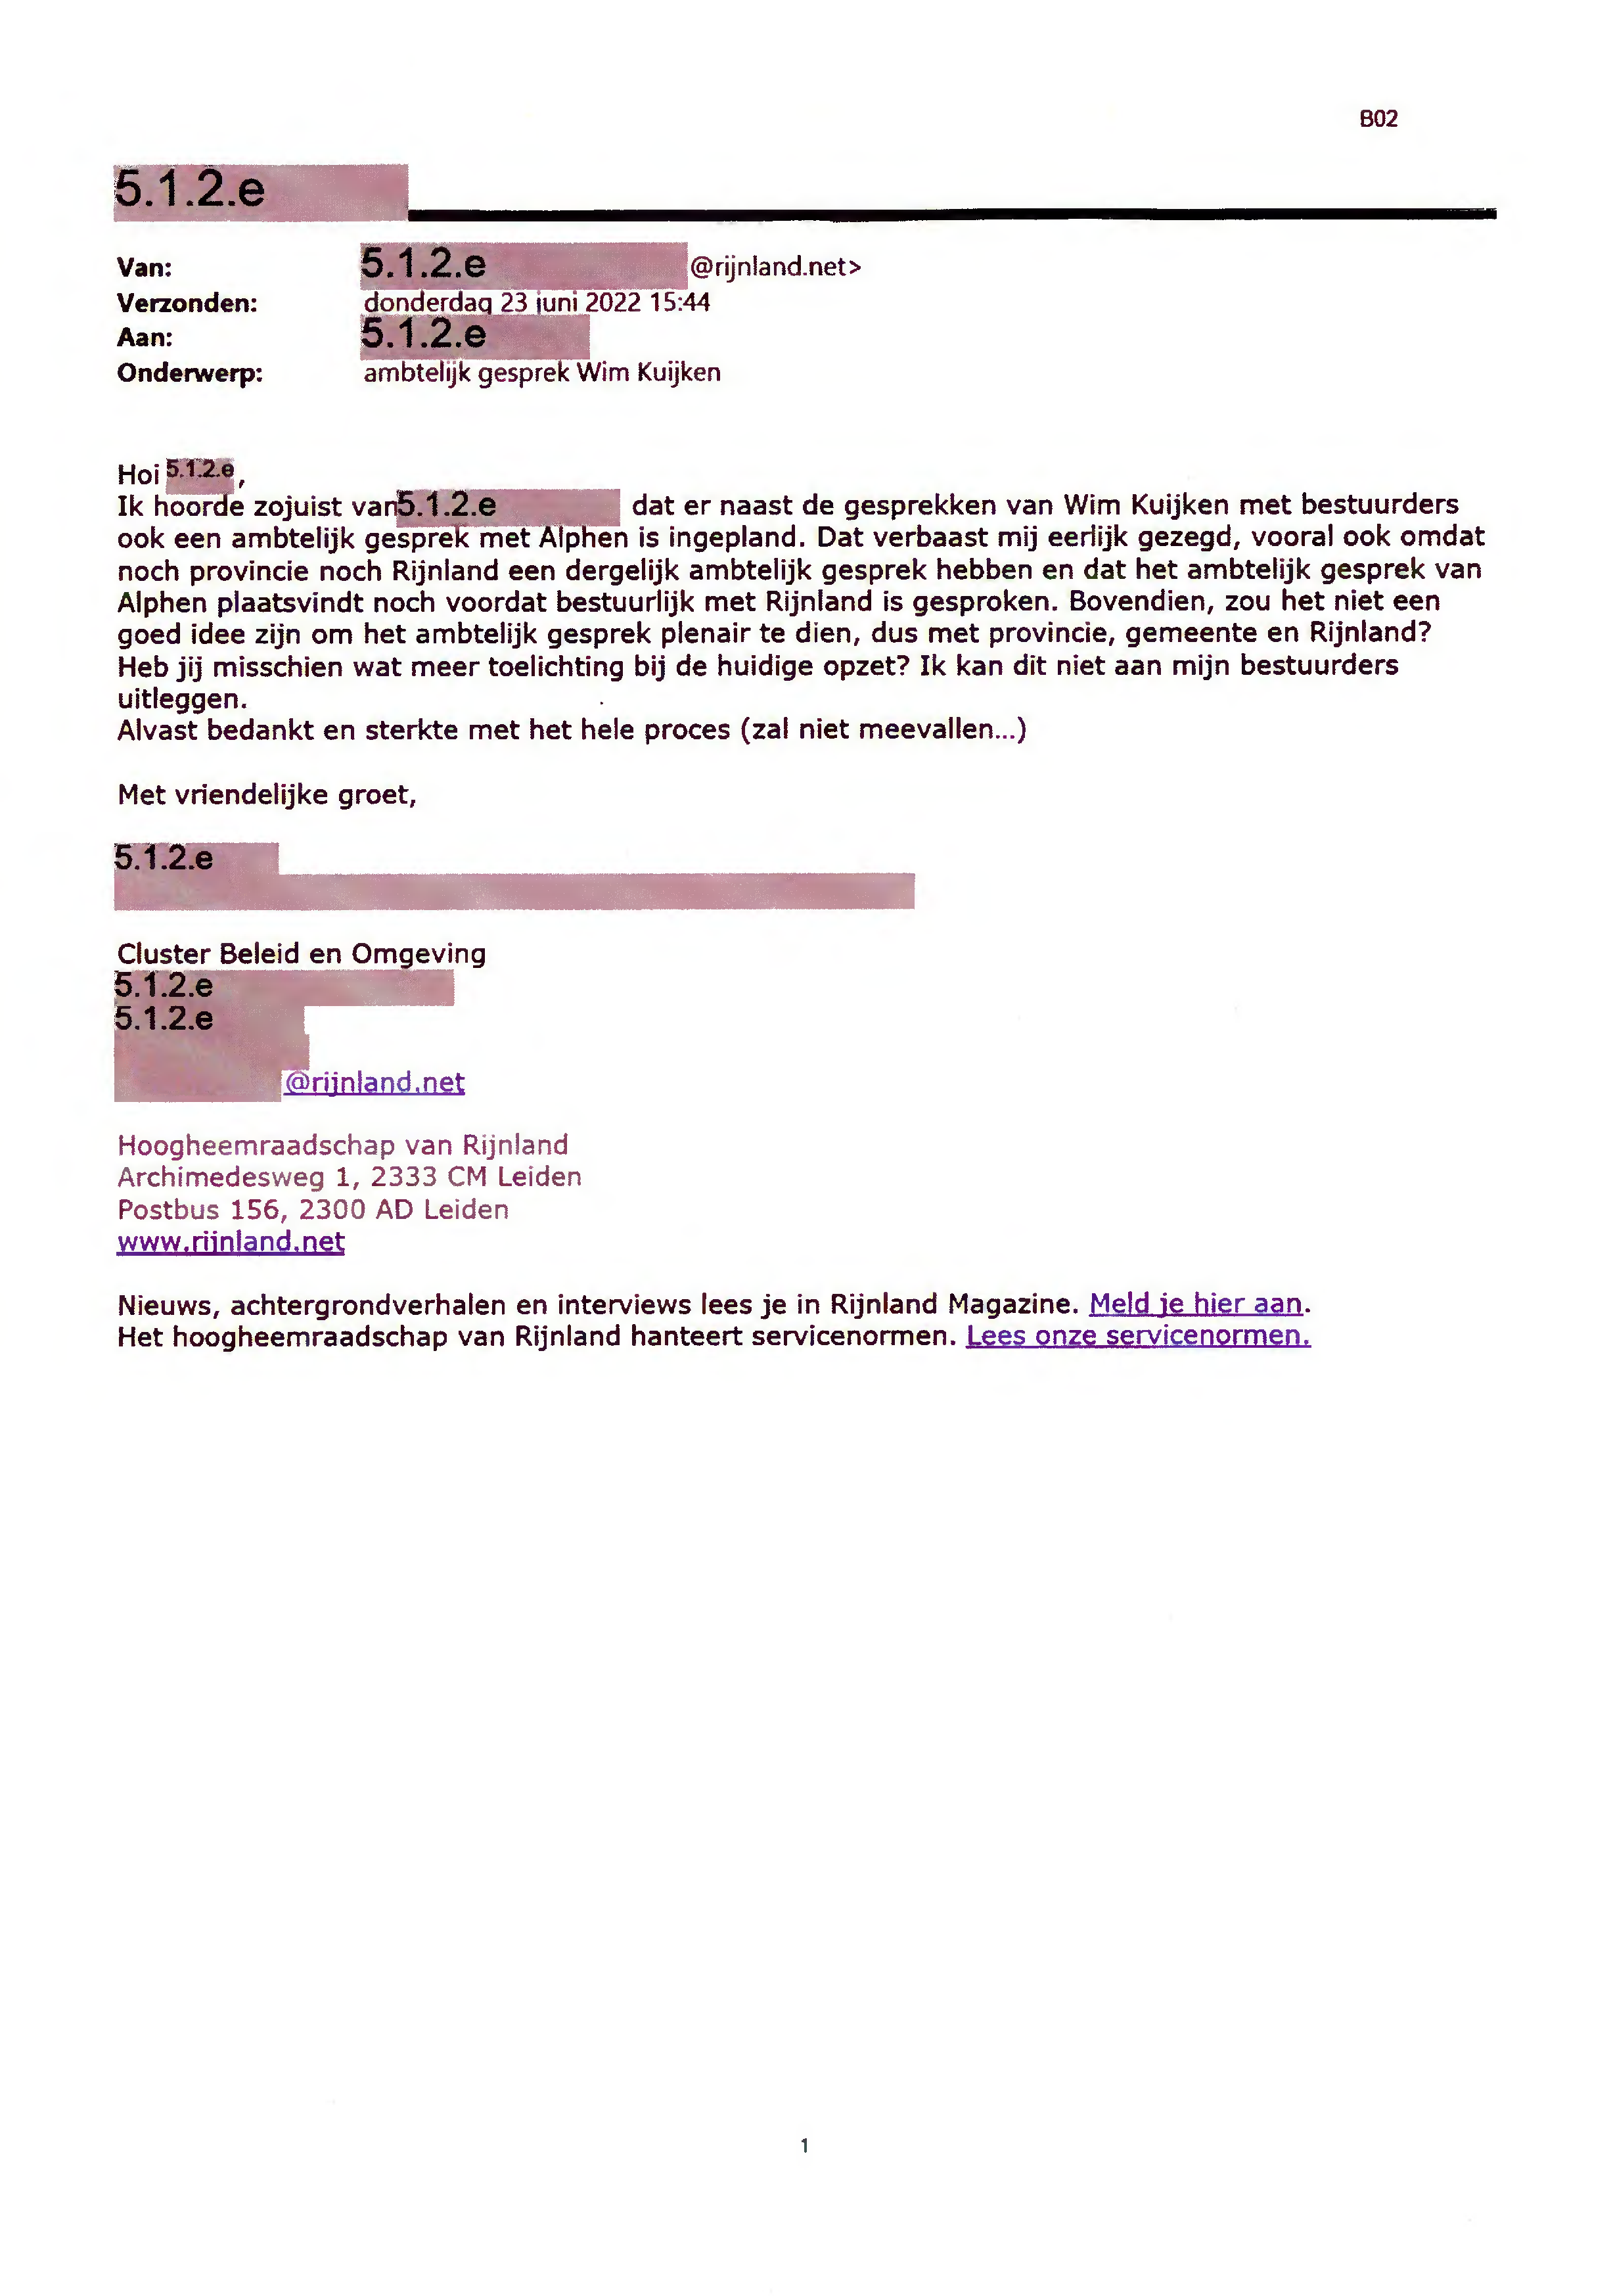 B02
5.1.2.e
Van: 5.1.2.e @rijnland.net>
Verzonden: donderdag 23 juni 2022 15:44
Aan: 5.1.2.e
Onderwerp: ambtelijk gesprek Wim Kuijken
Hoi 5.1.2.e,
Ik hoorde zojuist van 5.1.2.e dat er naast de gesprekken van Wim Kuijken met bestuurders
ook een ambtelijk gesprek met Alphen is ingepland. Dat verbaast mij eerlijk gezegd, vooral ook omdat
noch provincie noch Rijnland een dergelijk ambtelijk gesprek hebben en dat het ambtelijk gesprek van
Alphen plaatsvindt noch voordat bestuurlijk met Rijnland is gesproken. Bovendien, zou het niet een
goed idee zijn om het ambtelijk gesprek plenair te dien, dus met provincie, gemeente en Rijnland?
Heb jij misschien wat meer toelichting bij de huidige opzet? Ik kan dit niet aan mijn bestuurders
uitleggen.
Alvast bedankt en sterkte met het hele proces (zal niet meevallen...)
Met vriendelijke groet,
5.1.2.e
Cluster Beleid en Omgeving
5.1.2.e
5.1.2.e
@rijnland.net
Hoogheemraadschap van Rijnland
Archimedesweg 1, 2333 CM Leiden
Postbus 156, 2300 AD Leiden
www.rijnland.net
Nieuws, achtergrondverhalen en interviews lees je in Rijnland Magazine. Meld je hier aan.
Het hoogheemraadschap van Rijnland hanteert servicenormen. Lees onze servicenormen.
1